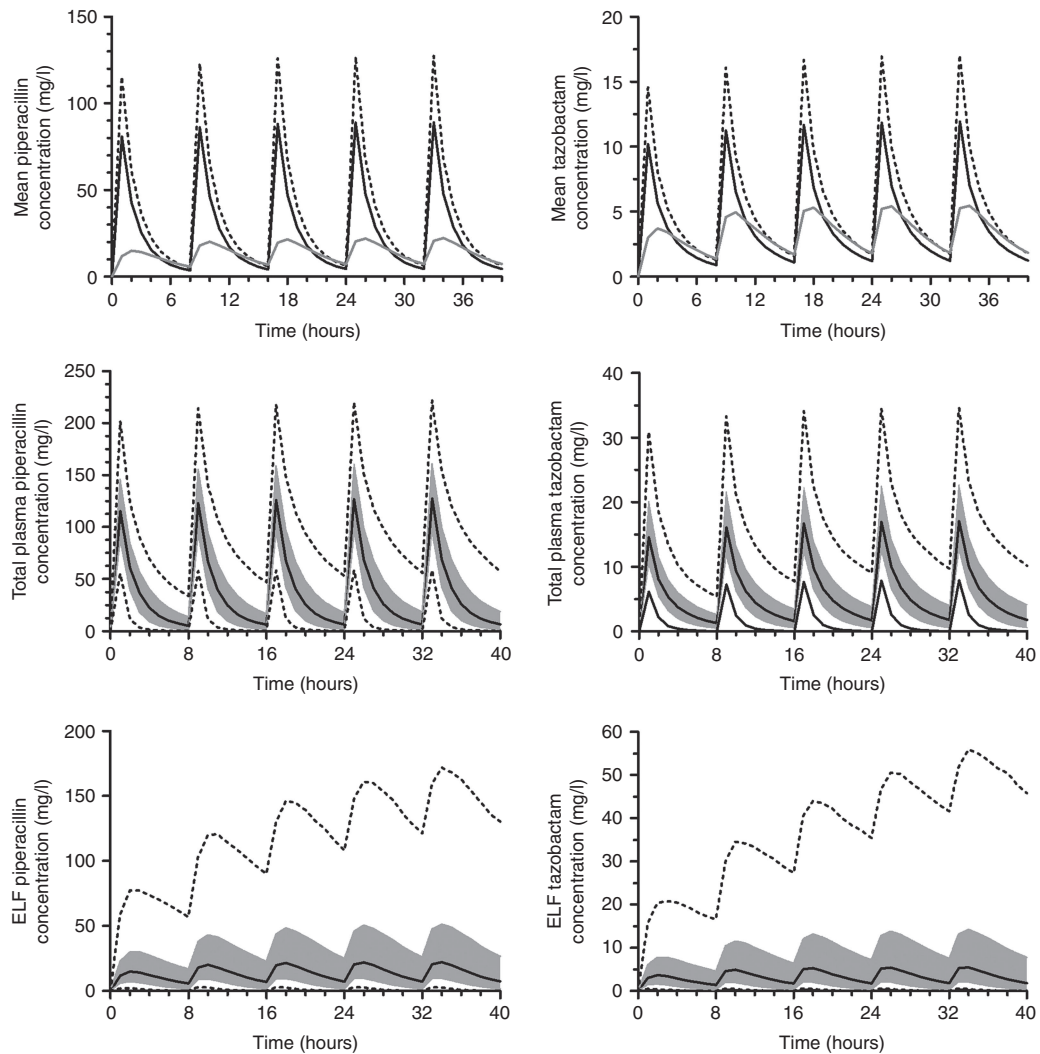 Mean piperacillin
concentration (mg/l)
150
100
50
0
0 6 12 18 24 30 36
Time (hours)
Mean tazobactam
concentration (mg/l)
20
15
10
5
0
0 6 12 18 24 30 36
Time (hours)
Total plasma piperacillin
concentration (mg/l)
250
200
150
100
50
0
0 8 16 24 32 40
Time (hours)
Total plasma tazobactam
concentration (mg/l)
40
30
20
10
0
0 8 16 24 32 40
Time (hours)
ELF piperacillin
concentration (mg/l)
200
150
100
50
0
0 8 16 24 32 40
Time (hours)
ELF tazobactam
concentration (mg/l)
60
50
40
30
20
10
0
0 8 16 24 32 40
Time (hours)